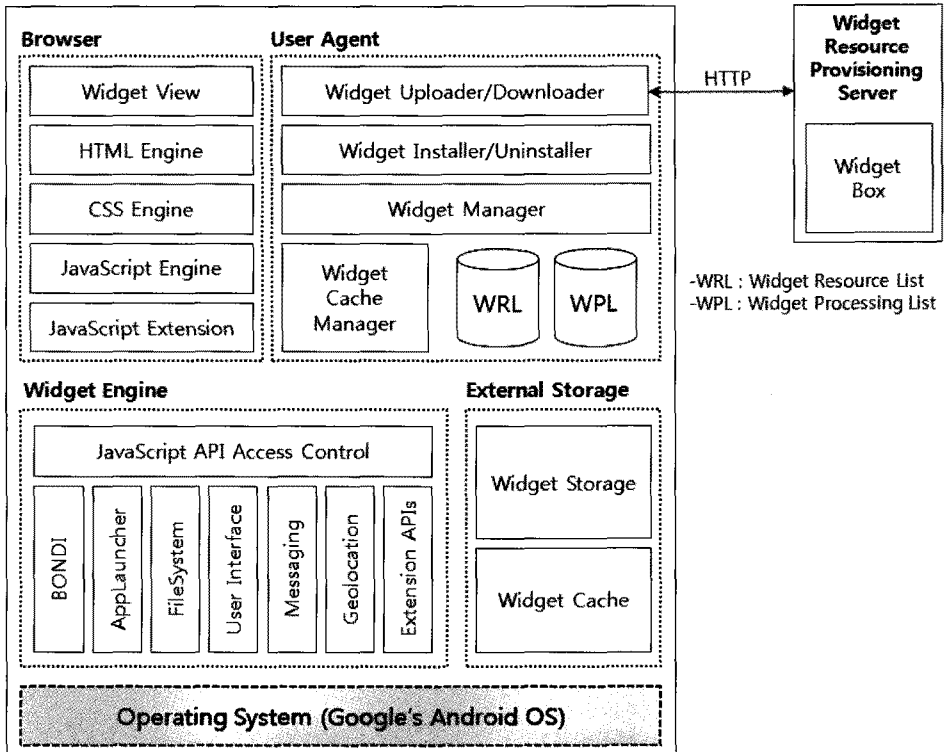 Browser
Widget View
HTML Engine
CSS Engine
JavaScript Engine
JavaScript Extension
User Agent
Widget Uploader/Downloader
Widget Installer/Uninstaller
Widget Manager
Widget
Cache
Manager
WRL
WPL
HTTP
Widget
Resource
Provisioning
Server
Widget
Box
-WRL : Widget Resource List
-WPL : Widget Processing List
Widget Engine
JavaScript API Access Control
BONDI
AppLauncher
FileSystem
User Interface
Messaging
Geolocation
Extension APIs
External Storage
Widget Storage
Widget Cache
Operating System (Google's Android OS)